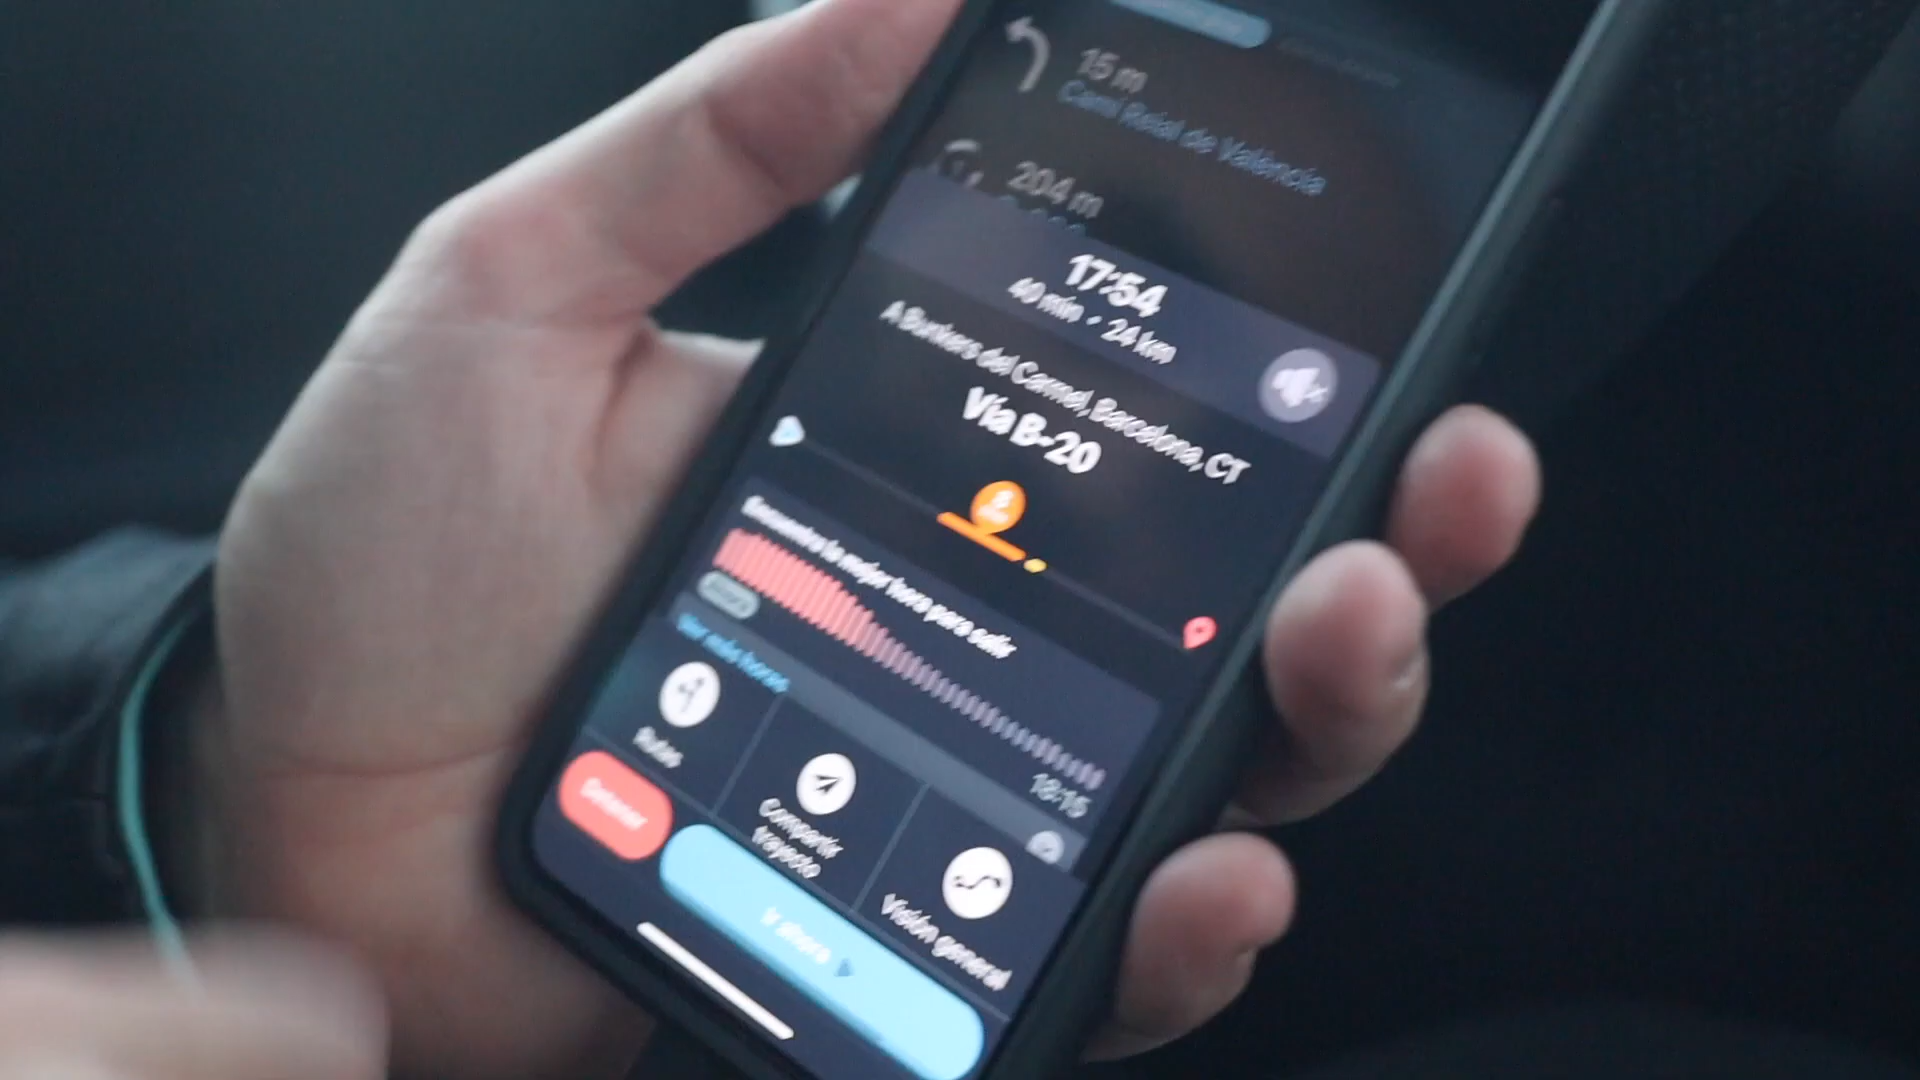 15 m
Camí Reial de València
204 m
17:54
40 min • 24 km
A Bunkers del Carmel, Barcelona, CT
Vía B-20
Encuentra la mejor hora para salir
Ahora
18:15
Ver más horas
Rutas
Compartir
trayecto
Visión general
Detener
Ir ahora